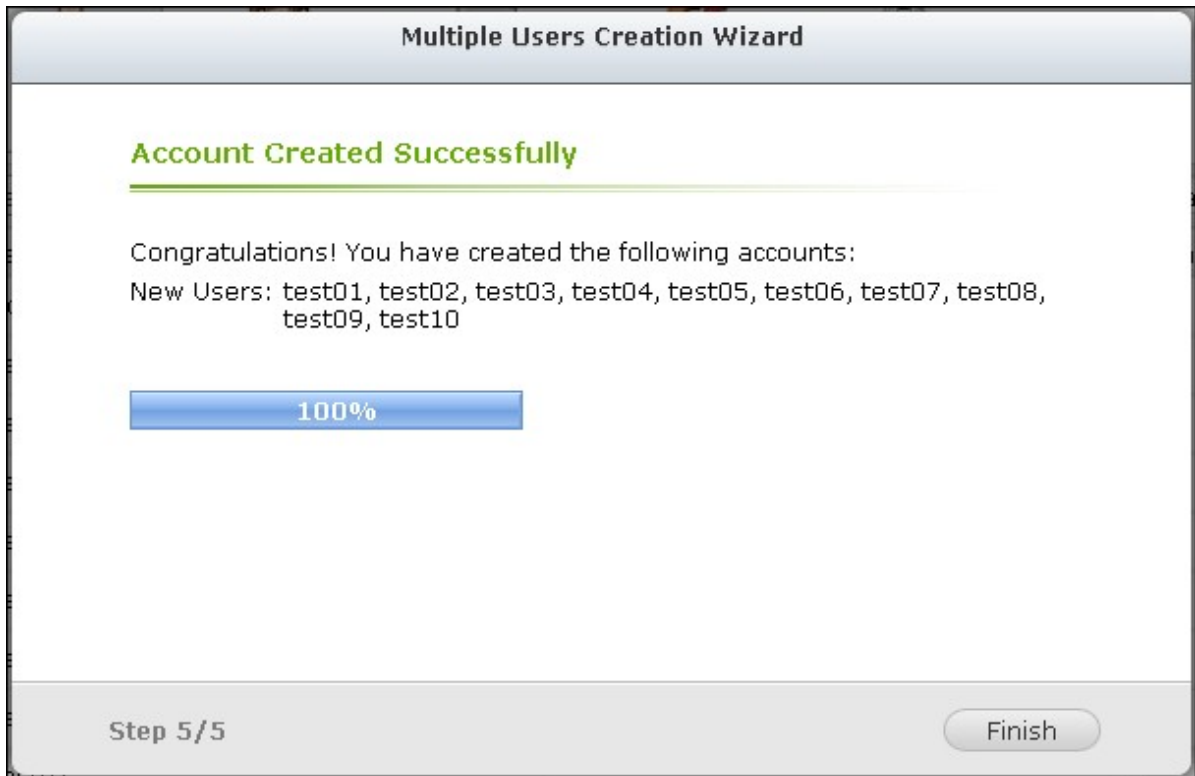 Multiple Users Creation Wizard
Account Created Successfully
Congratulations! You have created the following accounts:
New Users: test01, test02, test03, test04, test05, test06, test07, test08,
test09, test10
100%
Step 5/5
Finish